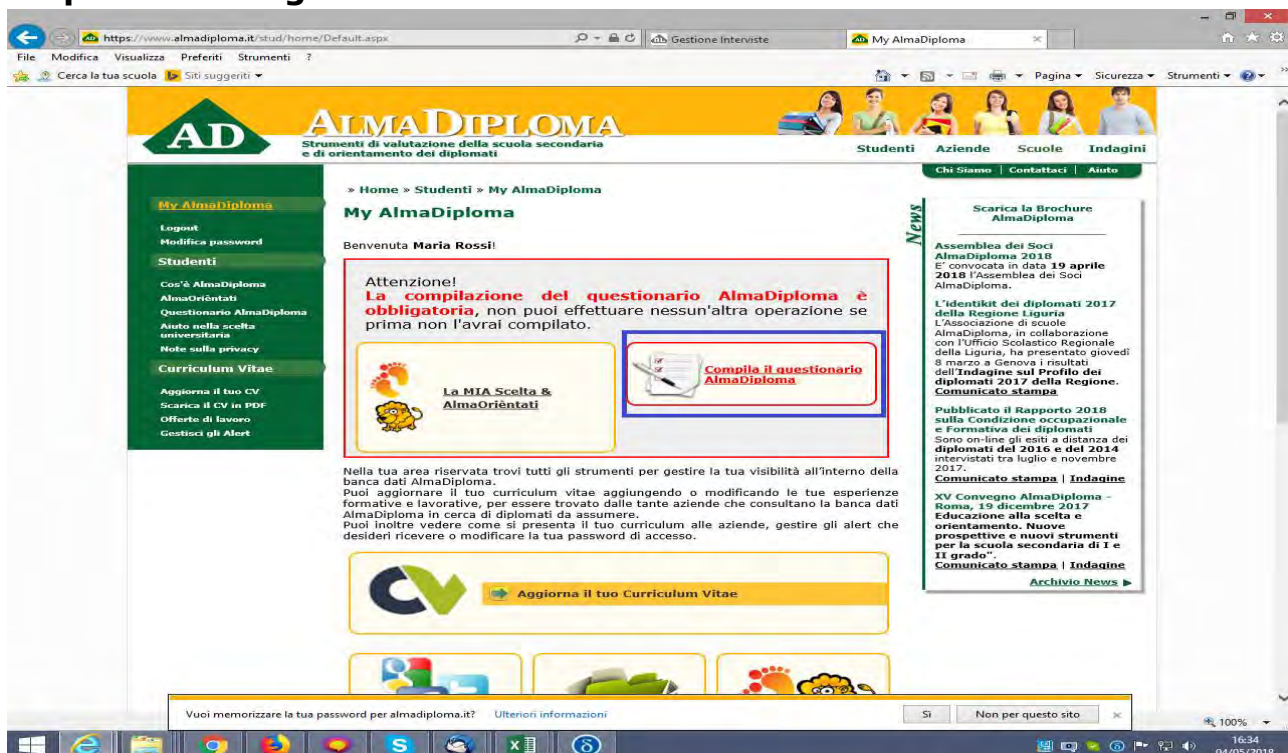 https://www.almadiploma.it/stud/home/Default.aspx
Gestione Interviste
My AlmaDiploma
File Modifica Visualizza Preferiti Strumenti ?
Cerca la tua scuola Siti suggeriti
Pagina Sicurezza Strumenti
AD
ALMADIPLOMA
Strumenti di valutazione della scuola secondaria
e di orientamento dei diplomati
Studenti Aziende Scuole Indagini
Chi Siamo | Contattaci | Aiuto
My AlmaDiploma
Logout
Modifica password
Studenti
Cos'è AlmaDiploma
AlmaOrièntati
Questionario AlmaDiploma
Aiuto nella scelta
universitaria
Note sulla privacy
Curriculum Vitae
Aggiorna il tuo CV
Scarica il CV in PDF
Offerte di lavoro
Gestisci gli Alert
» Home » Studenti » My AlmaDiploma
My AlmaDiploma
Benvenuta Maria Rossi!
Attenzione!
La compilazione del questionario AlmaDiploma è
obbligatoria, non puoi effettuare nessun'altra operazione se
prima non l'avrai compilato.
La MIA Scelta &
AlmaOrièntati
Compila il questionario
AlmaDiploma
Nella tua area riservata trovi tutti gli strumenti per gestire la tua visibilità all'interno della
banca dati AlmaDiploma.
Puoi aggiornare il tuo curriculum vitae aggiungendo o modificando le tue esperienze
formative e lavorative, per essere trovato dalle tante aziende che consultano la banca dati
AlmaDiploma in cerca di diplomati da assumere.
Puoi inoltre vedere come si presenta il tuo curriculum alle aziende, gestire gli alert che
desideri ricevere o modificare la tua password di accesso.
CV
Aggiorna il tuo Curriculum Vitae
News
Scarica la Brochure
AlmaDiploma
Assemblea dei Soci
AlmaDiploma 2018
E' convocata in data 19 aprile
2018 l'Assemblea dei Soci
AlmaDiploma.
L'identikit dei diplomati 2017
della Regione Liguria
L'Associazione di scuole
AlmaDiploma, in collaborazione
con l'Ufficio Scolastico Regionale
della Liguria, ha presentato giovedì
8 marzo a Genova i risultati
dell'Indagine sul Profilo dei
diplomati 2017 della Regione.
Comunicato stampa
Pubblicato il Rapporto 2018
sulla Condizione occupazionale
e Formativa dei diplomati
Sono on-line gli esiti a distanza dei
diplomati del 2016 e del 2014
intervistati tra luglio e novembre
2017.
Comunicato stampa | Indagine
XV Convegno AlmaDiploma -
Roma, 19 dicembre 2017
Educazione alla scelta e
orientamento. Nuove
prospettive e nuovi strumenti
per la scuola secondaria di I e
II grado".
Comunicato stampa | Indagine
Archivio News
Vuoi memorizzare la tua password per almadiploma.it? Ulteriori informazioni Sì Non per questo sito
100%
16:34
04/05/2018